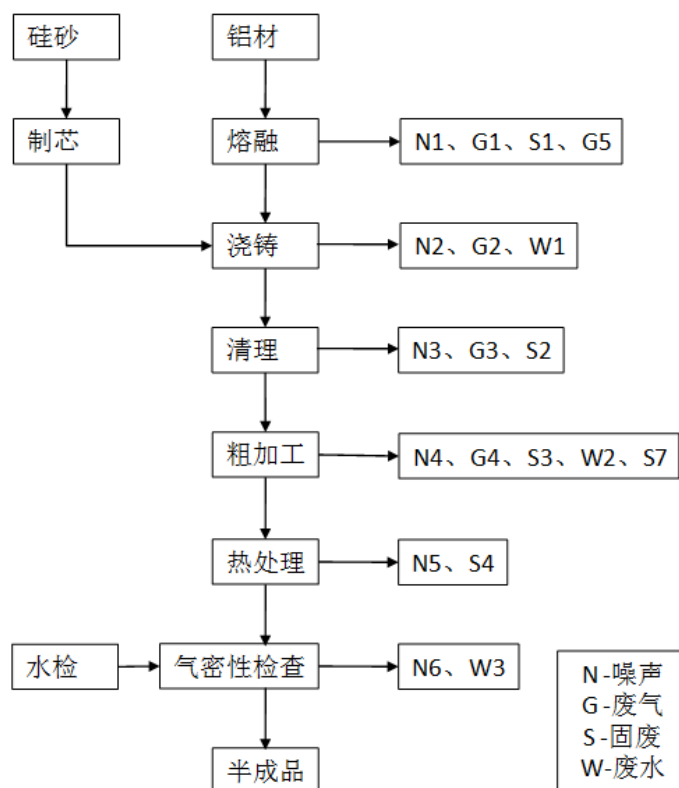 硅砂
铝材
制芯
熔融
N1、G1、S1、G5
浇铸
N2、G2、W1
清理
N3、G3、S2
粗加工
N4、G4、S3、W2、S7
热处理
N5、S4
水检
气密性检查
N6、W3
半成品
N-噪声
G-废气
S-固废
W-废水